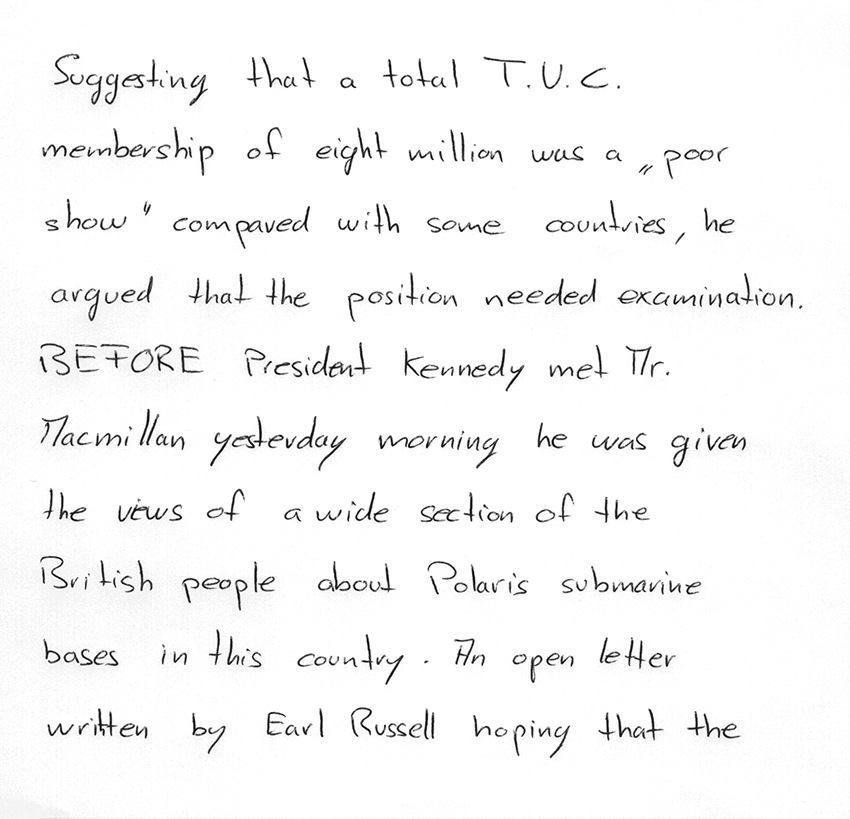 Suggesting that a total T.U.C.
membership of eight million was a „poor
show" compared with some countries, he
argued that the position needed examination.
BEFORE President Kennedy met Mr.
Macmillan yesterday morning he was given
the views of a wide section of the
British people about Polaris submarine
bases in this country. An open letter
written by Earl Russell hoping that the